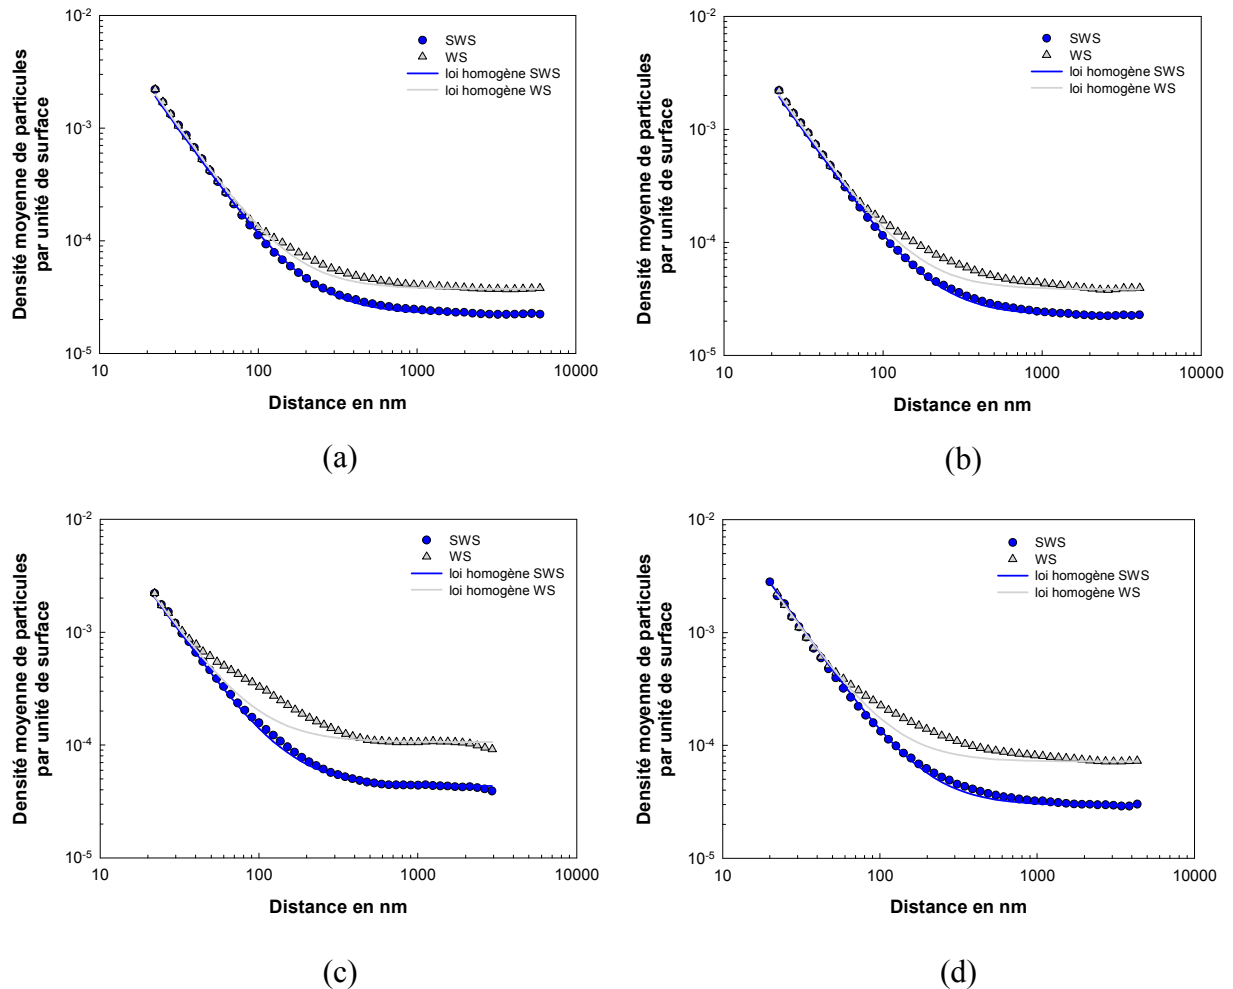 Densité moyenne de particules
par unité de surface
10-2
10-3
10-4
10-5
10 100 1000 10000
Distance en nm
SWS
WS
loi homogène SWS
loi homogène WS
(a)
Densité moyenne de particules
par unité de surface
10-2
10-3
10-4
10-5
10 100 1000 10000
Distance en nm
SWS
WS
loi homogène SWS
loi homogène WS
(b)
Densité moyenne de particules
par unité de surface
10-2
10-3
10-4
10-5
10 100 1000 10000
Distance en nm
SWS
WS
loi homogène SWS
loi homogène WS
(c)
Densité moyenne de particules
par unité de surface
10-2
10-3
10-4
10-5
10 100 1000 10000
Distance en nm
SWS
WS
loi homogène SWS
loi homogène WS
(d)